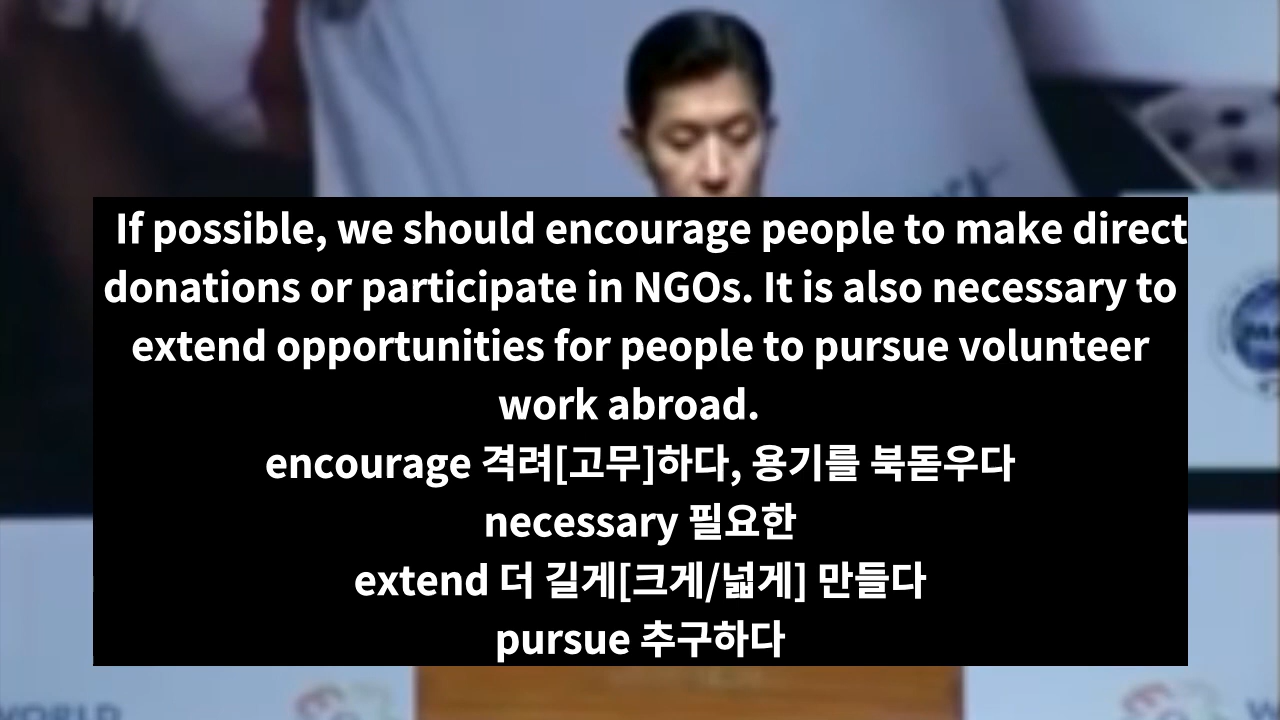 If possible, we should encourage people to make direct
donations or participate in NGOs. It is also necessary to
extend opportunities for people to pursue volunteer
work abroad.
encourage 격려[고무]하다, 용기를 북돋우다
necessary 필요한
extend 더 길게[크게/넓게] 만들다
pursue 추구하다
WORLD